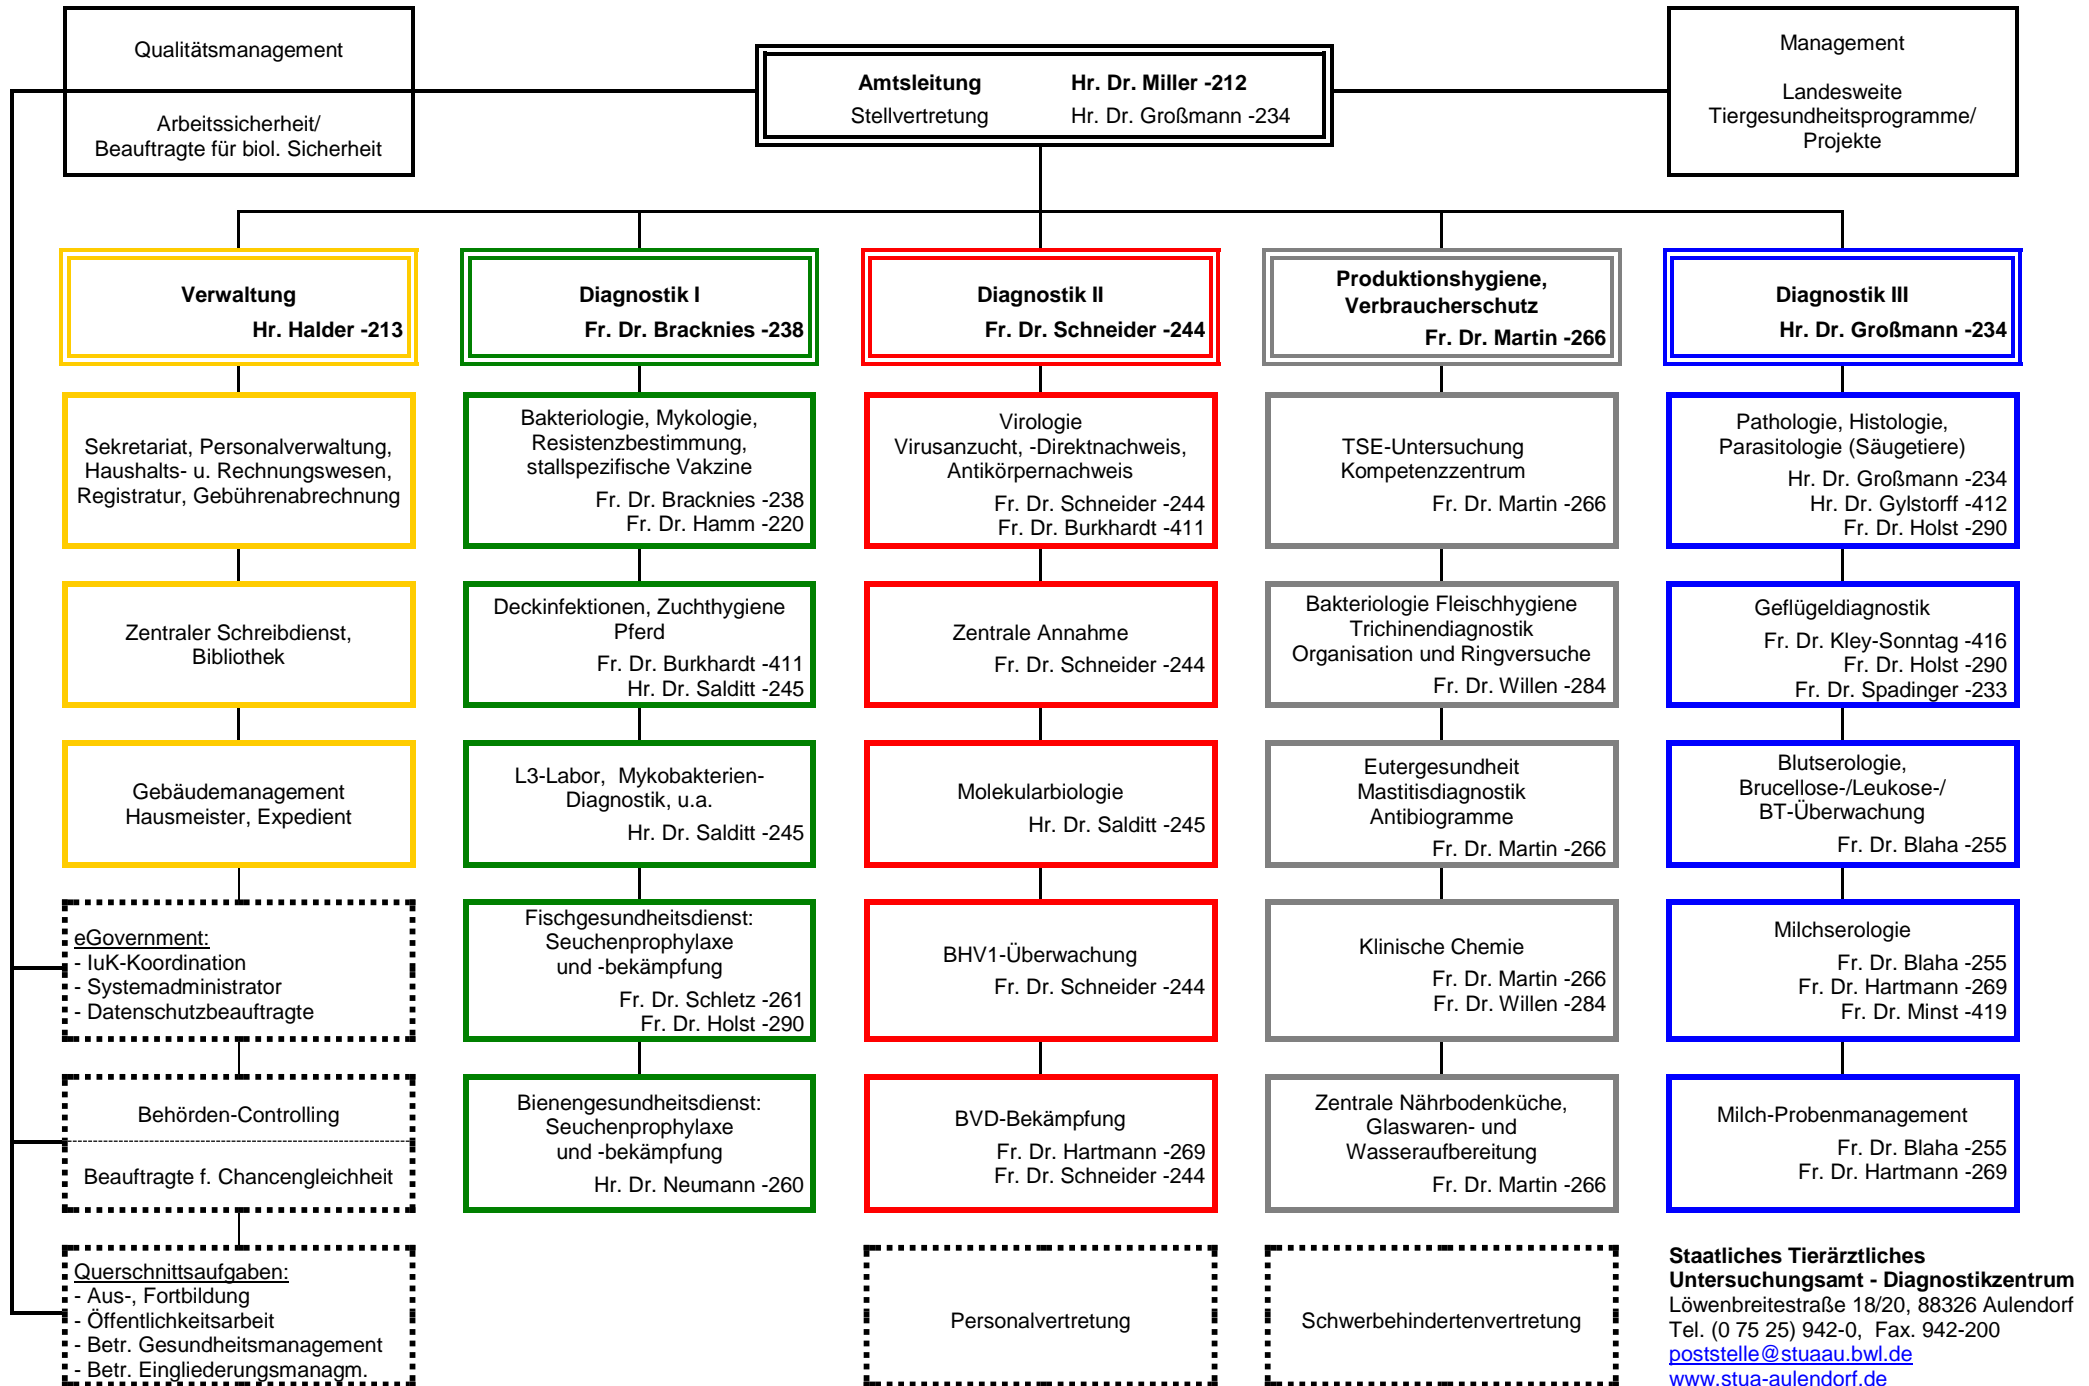 Qualitätsmanagement
Arbeitssicherheit/
Beauftragte für biol. Sicherheit
Amtsleitung Hr. Dr. Miller -212
Stellvertretung Hr. Dr. Großmann -234
Management
Landesweite
Tiergesundheitsprogramme/
Projekte
Verwaltung
Hr. Halder -213
Sekretariat, Personalverwaltung,
Haushalts- u. Rechnungswesen,
Registratur, Gebührenabrechnung
Zentraler Schreibdienst,
Bibliothek
Gebäudemanagement
Hausmeister, Expedient
eGovernment:
- IuK-Koordination
- Systemadministrator
- Datenschutzbeauftragte
Behörden-Controlling
Beauftragte f. Chancengleichheit
Querschnittsaufgaben:
- Aus-, Fortbildung
- Öffentlichkeitsarbeit
- Betr. Gesundheitsmanagement
- Betr. Eingliederungsmanagm.
Diagnostik I
Fr. Dr. Bracknies -238
Bakteriologie, Mykologie,
Resistenzbestimmung,
stallspezifische Vakzine
Fr. Dr. Bracknies -238
Fr. Dr. Hamm -220
Deckinfektionen, Zuchthygiene
Pferd
Fr. Dr. Burkhardt -411
Hr. Dr. Salditt -245
L3-Labor, Mykobakterien-
Diagnostik, u.a.
Hr. Dr. Salditt -245
Fischgesundheitsdienst:
Seuchenprophylaxe
und -bekämpfung
Fr. Dr. Schletz -261
Fr. Dr. Holst -290
Bienengesundheitsdienst:
Seuchenprophylaxe
und -bekämpfung
Hr. Dr. Neumann -260
Diagnostik II
Fr. Dr. Schneider -244
Virologie
Virusanzucht, -Direktnachweis,
Antikörpernachweis
Fr. Dr. Schneider -244
Fr. Dr. Burkhardt -411
Zentrale Annahme
Fr. Dr. Schneider -244
Molekularbiologie
Hr. Dr. Salditt -245
BHV1-Überwachung
Fr. Dr. Schneider -244
BVD-Bekämpfung
Fr. Dr. Hartmann -269
Fr. Dr. Schneider -244
Personalvertretung
Produktionshygiene,
Verbraucherschutz
Fr. Dr. Martin -266
TSE-Untersuchung
Kompetenzzentrum
Fr. Dr. Martin -266
Bakteriologie Fleischhygiene
Trichinendiagnostik
Organisation und Ringversuche
Fr. Dr. Willen -284
Eutergesundheit
Mastitisdiagnostik
Antibiogramme
Fr. Dr. Martin -266
Klinische Chemie
Fr. Dr. Martin -266
Fr. Dr. Willen -284
Zentrale Nährbodenküche,
Glaswaren- und
Wasseraufbereitung
Fr. Dr. Martin -266
Schwerbehindertenvertretung
Diagnostik III
Hr. Dr. Großmann -234
Pathologie, Histologie,
Parasitologie (Säugetiere)
Hr. Dr. Großmann -234
Hr. Dr. Gylstorff -412
Fr. Dr. Holst -290
Geflügeldiagnostik
Fr. Dr. Kley-Sonntag -416
Fr. Dr. Holst -290
Fr. Dr. Spadinger -233
Blutserologie,
Brucellose-/Leukose-/
BT-Überwachung
Fr. Dr. Blaha -255
Milchserologie
Fr. Dr. Blaha -255
Fr. Dr. Hartmann -269
Fr. Dr. Minst -419
Milch-Probenmanagement
Fr. Dr. Blaha -255
Fr. Dr. Hartmann -269
Staatliches Tierärztliches
Untersuchungsamt - Diagnostikzentrum
Löwenbreitestraße 18/20, 88326 Aulendorf
Tel. (0 75 25) 942-0, Fax. 942-200
poststelle@stuaau.bwl.de
www.stua-aulendorf.de